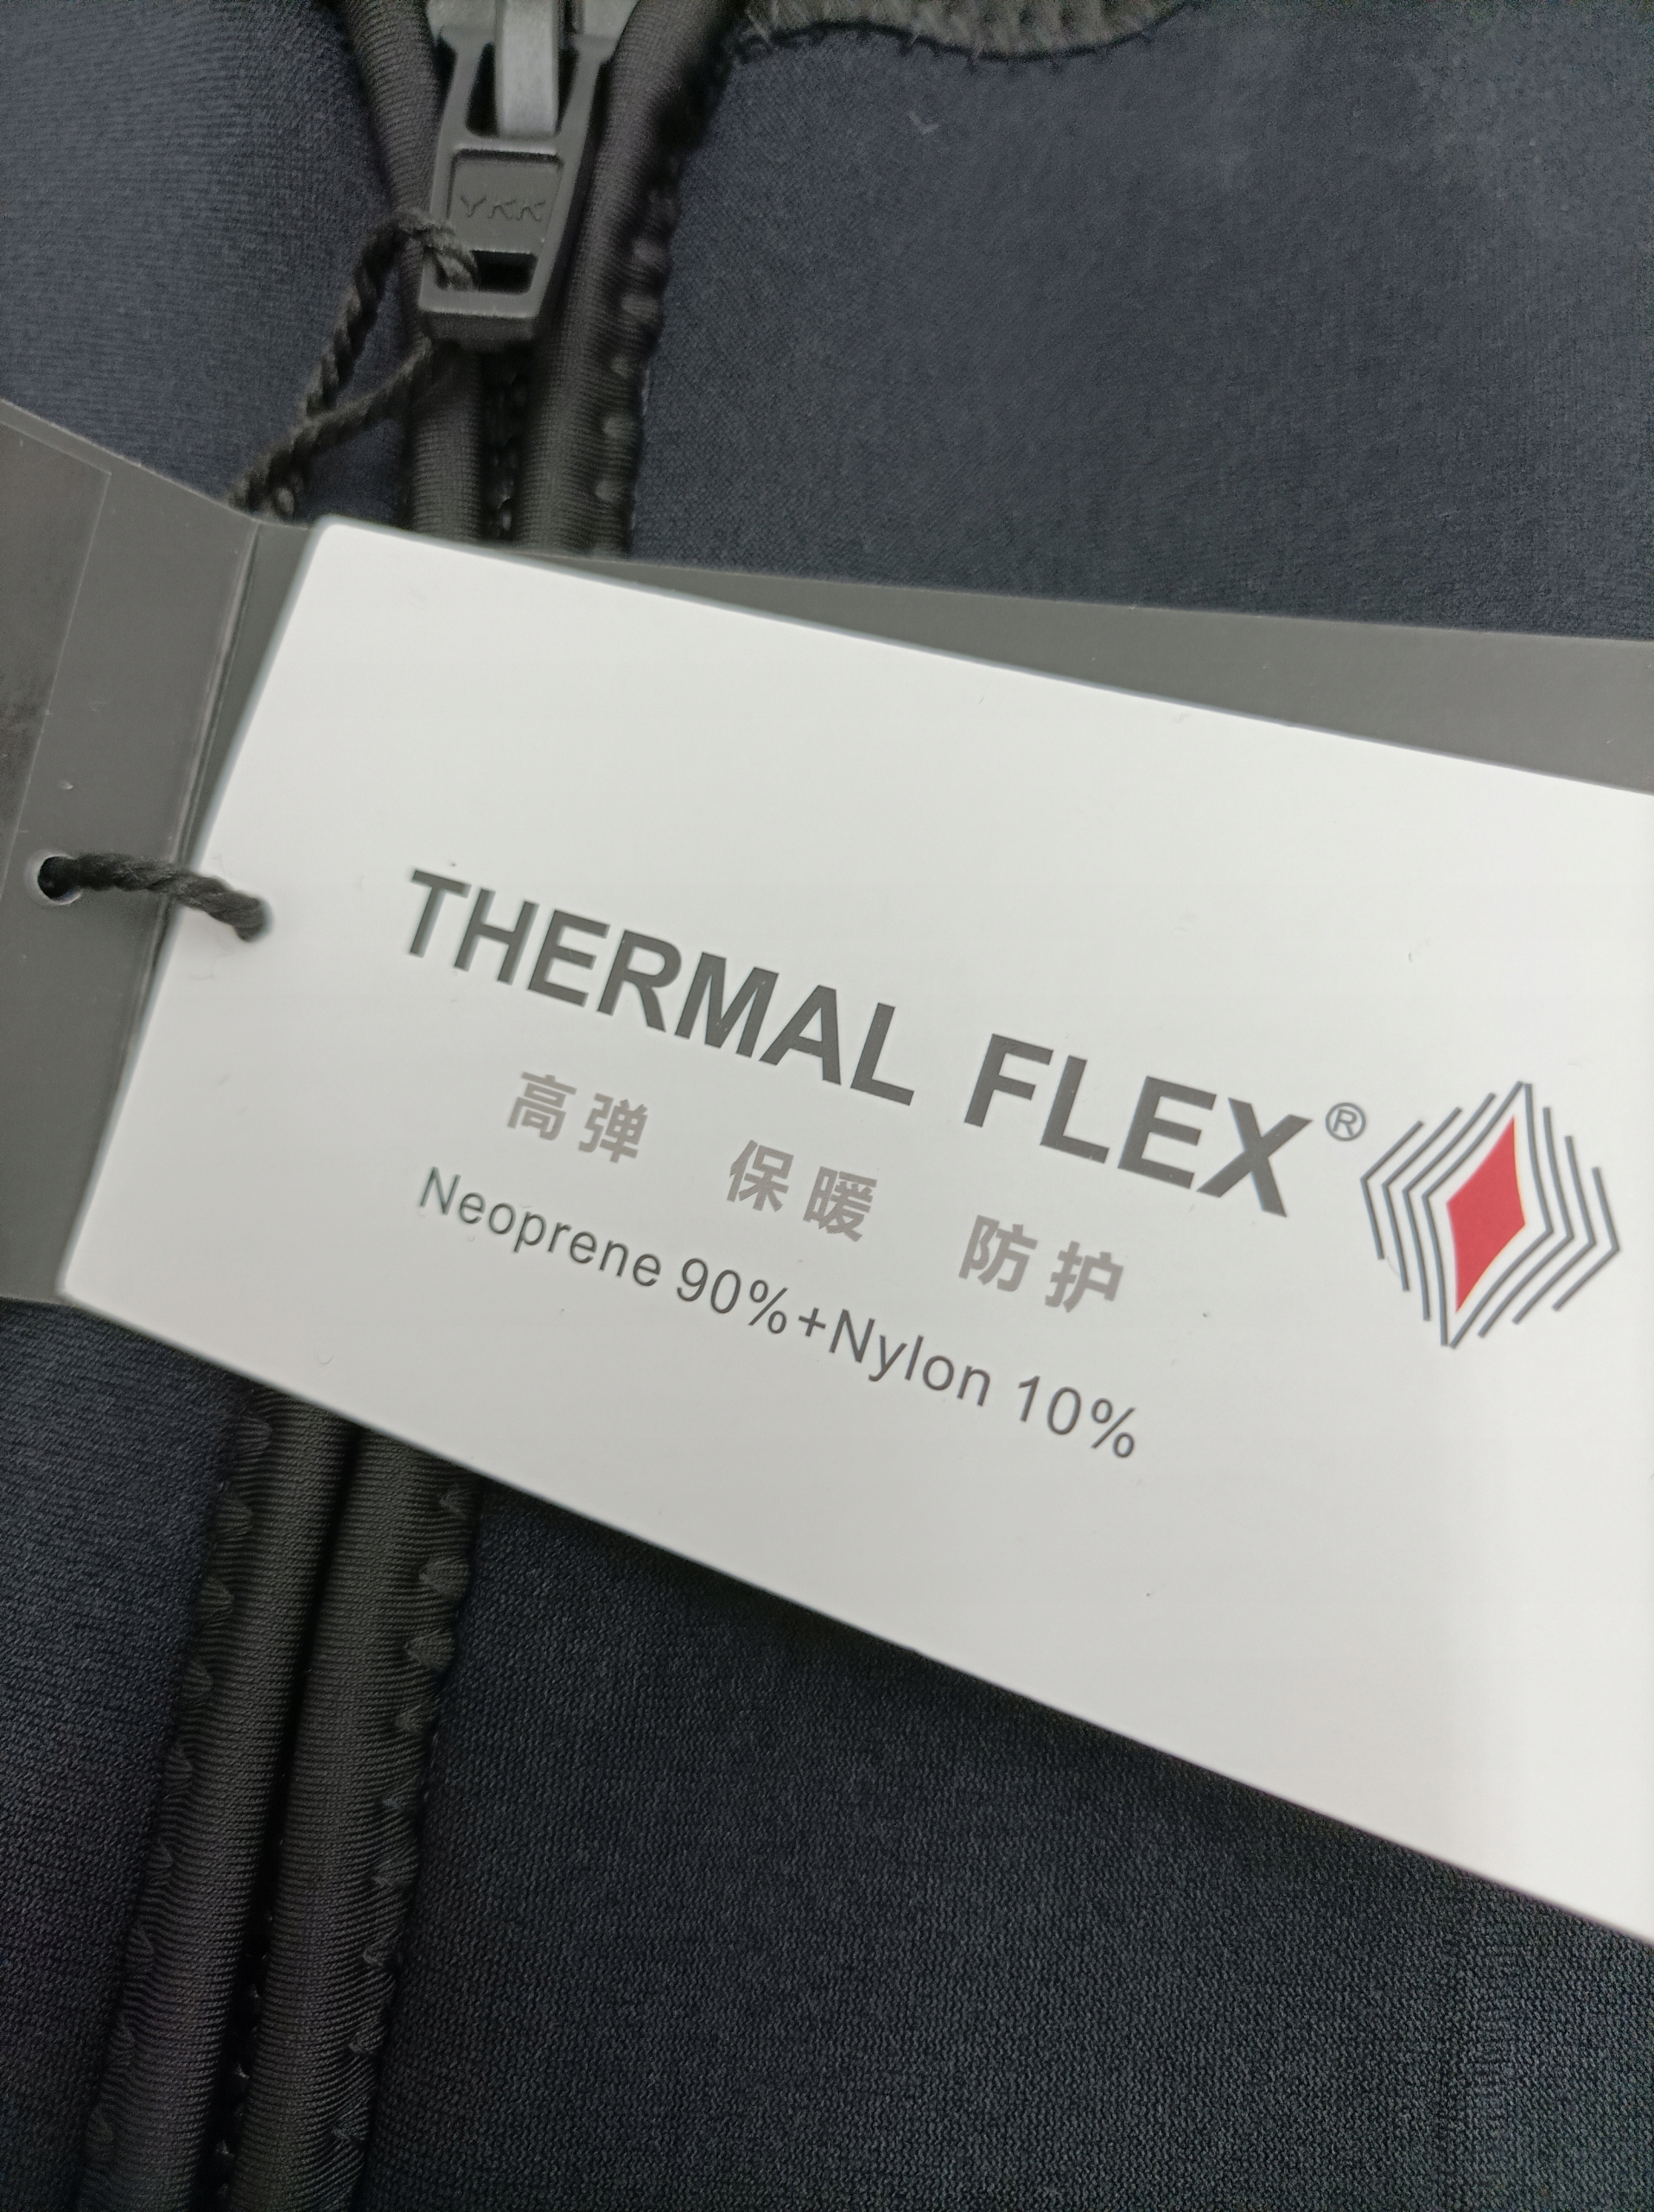 YKK
THERMAL FLEX®
高弹 保暖 防护
Neoprene 90%+Nylon 10%